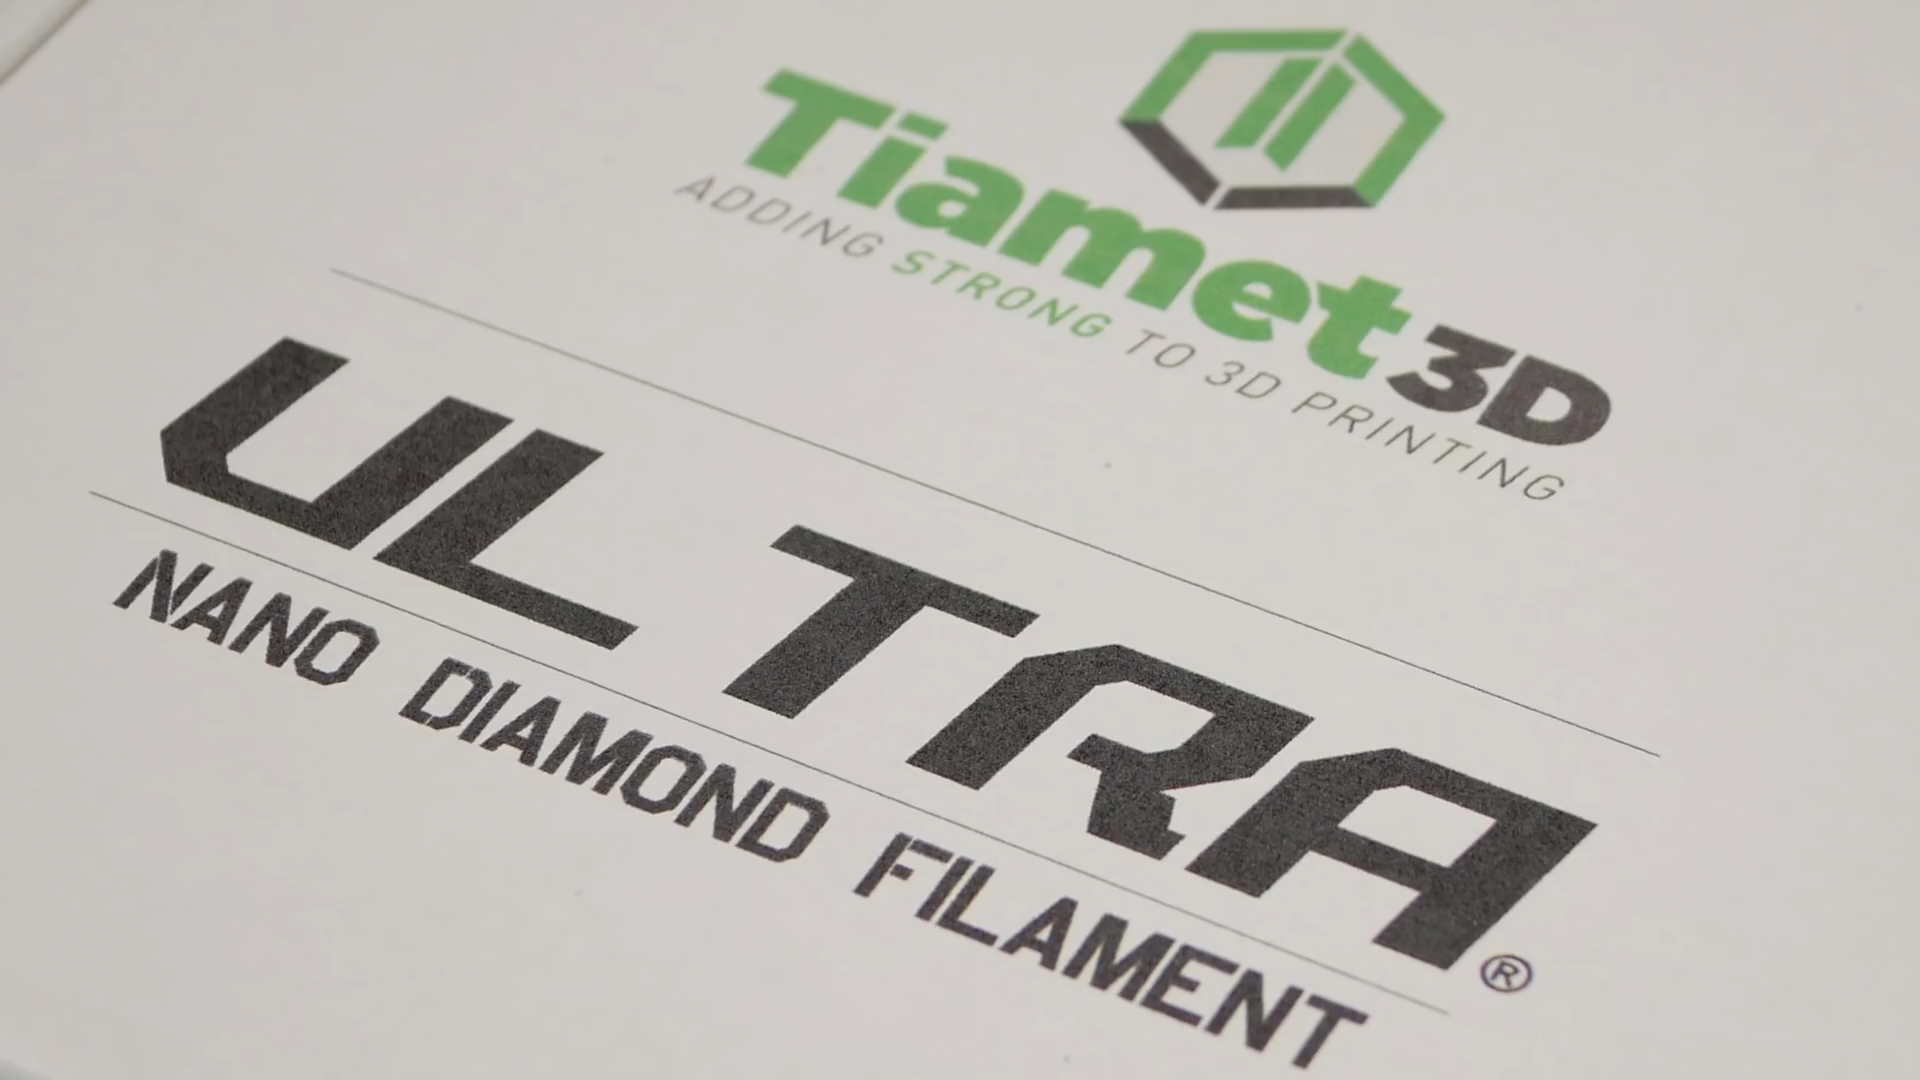 Tiamet3D
ADDING STRONG TO 3D PRINTING
ULTRA®
NANO DIAMOND FILAMENT